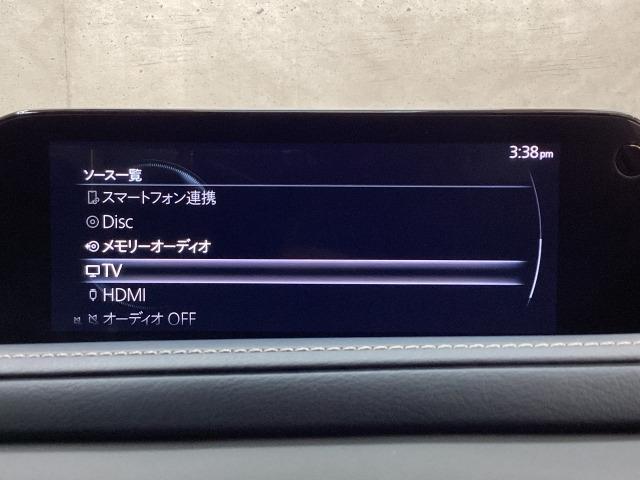 3:38pm
ソース一覧
スマートフォン連携
Disc
メモリーオーディオ
TV
HDMI
オーディオ OFF